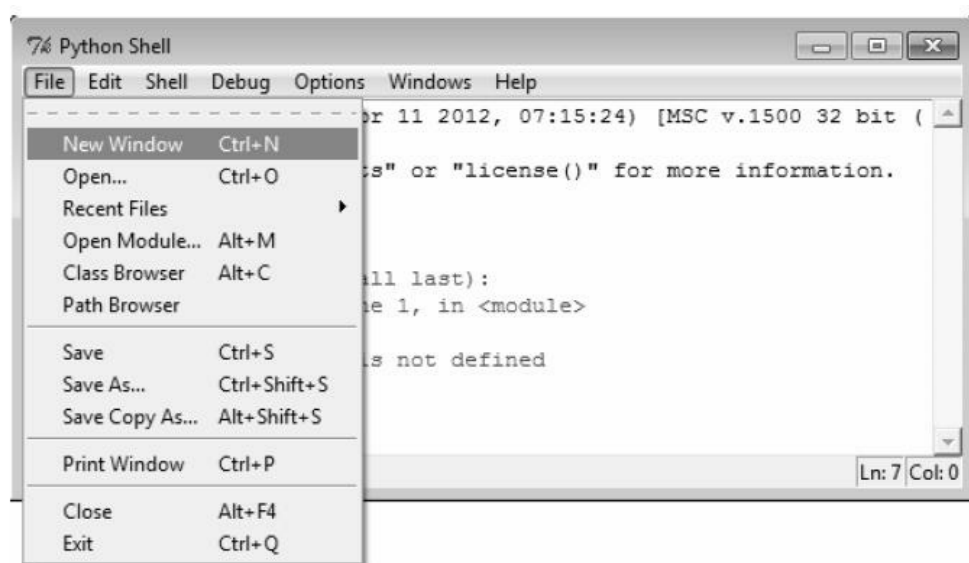 Python Shell
File Edit Shell Debug Options Windows Help
r 11 2012, 07:15:24) [MSC v.1500 32 bit (
New Window Ctrl+N
s" or "license()" for more information.
Open... Ctrl+O
Recent Files
Open Module... Alt+M
Class Browser Alt+C
all last):
Path Browser
e 1, in <module>
Save Ctrl+S
s not defined
Save As... Ctrl+Shift+S
Save Copy As... Alt+Shift+S
Print Window Ctrl+P
Ln: 7 Col: 0
Close Alt+F4
Exit Ctrl+Q